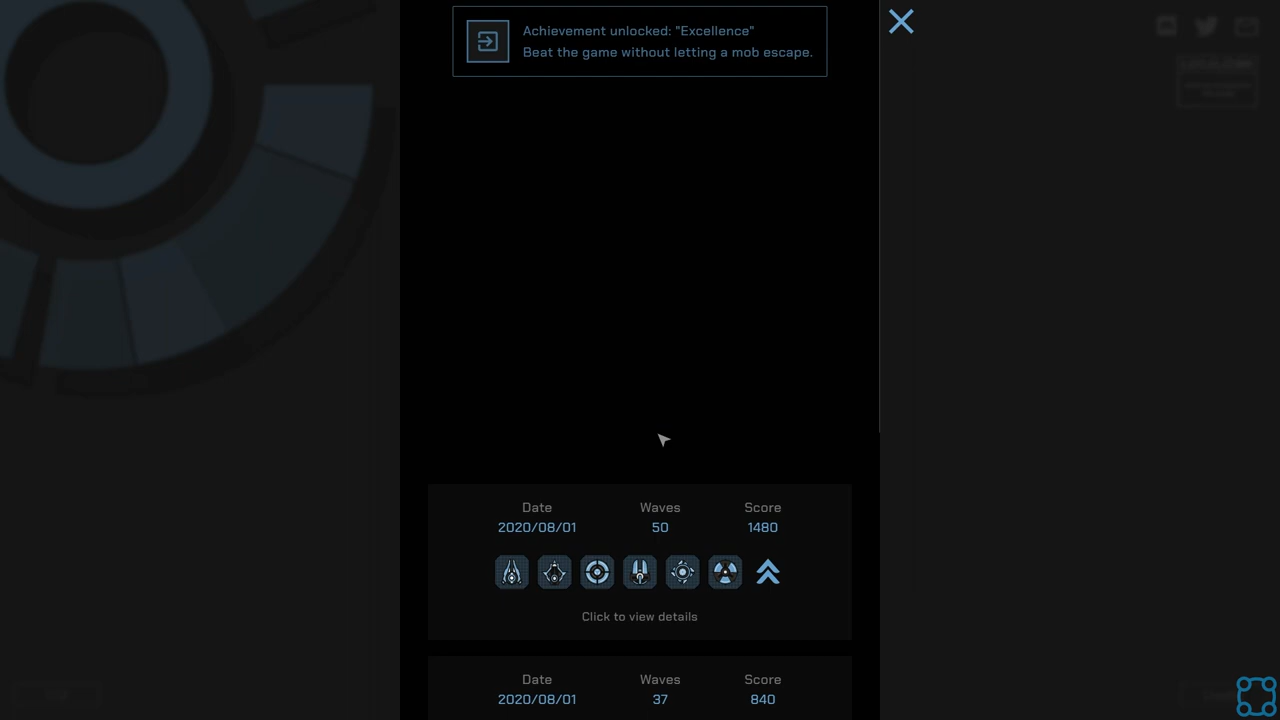 Achievement unlocked: "Excellence"
Beat the game without letting a mob escape.
Date Waves Score
2020/08/01 50 1480
Click to view details
Date Waves Score
2020/08/01 37 840